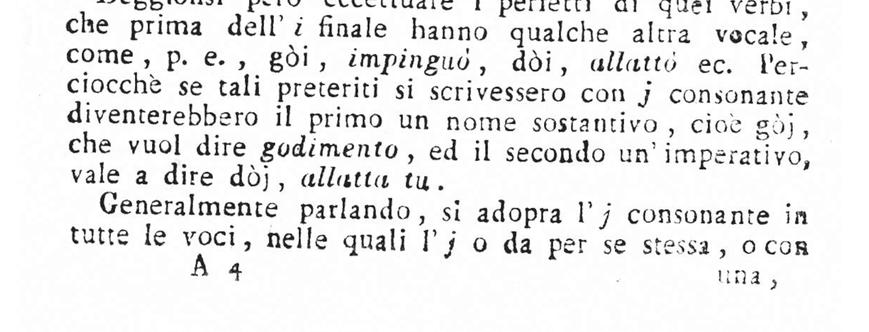 Deggionsi però eccettuare i perfetti di quei verbi,
che prima dell' i finale hanno qualche altra vocale,
come, p. e., gòi, impinguò, dòi, allattò ec. Per-
ciocchè se tali preteriti si scrivessero con j consonante
diventerebbero il primo un nome sostantivo, cioè gòj,
che vuol dire godimento, ed il secondo un' imperativo,
vale a dire dòj, allatta tu.
Generalmente parlando, si adopra l' j consonante in
tutte le voci, nelle quali l' j o da per se stessa, o con
A 4
una,